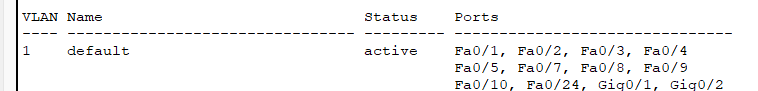 VLAN Name                             Status    Ports
---- -------------------------------- --------- -------------------------------
1    default                          active    Fa0/1, Fa0/2, Fa0/3, Fa0/4
                                                Fa0/5, Fa0/7, Fa0/8, Fa0/9
                                                Fa0/10, Fa0/24, Gig0/1, Gig0/2